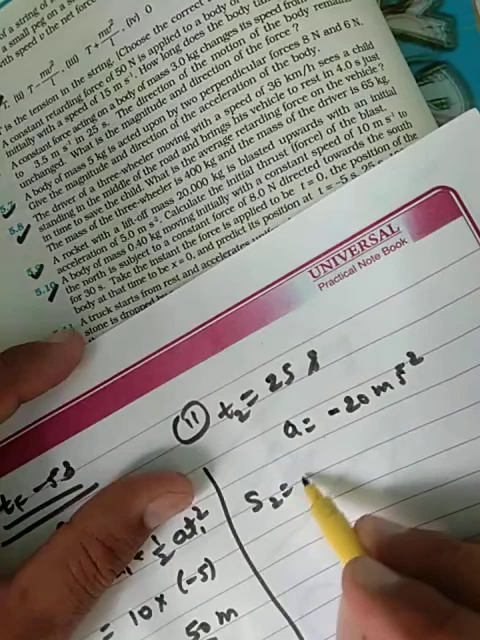 of a string of
a small peg on a s
with speed
the net force
(ii) T − mv²/l, (iii) T + mv²/l, (iv) 0
T is the tension in the string. [Choose the correct
A constant retarding force of 50 N is applied to a body of
initially with a speed of 15 m s⁻¹. How long does the body take
A constant force acting on a body of mass 3.0 kg changes its speed from
to 3.5 m s⁻¹ in 25 s. The direction of the motion of the body remains
unchanged. What is the magnitude and direction of the force ?
5.7 A body of mass 5 kg is acted upon by two perpendicular forces 8 N and 6 N.
Give the magnitude and direction of the acceleration of the body.
5.8 The driver of a three-wheeler moving with a speed of 36 km/h sees a child
standing in the middle of the road and brings his vehicle to rest in 4.0 s just
in time to save the child. What is the average retarding force on the vehicle ?
The mass of the three-wheeler is 400 kg and the mass of the driver is 65 kg.
A rocket with a lift-off mass 20,000 kg is blasted upwards with an initial
acceleration of 5.0 m s⁻². Calculate the initial thrust (force) of the blast.
5.10 A body of mass 0.40 kg moving initially with a constant speed of 10 m s⁻¹ to
the north is subject to a constant force of 8.0 N directed towards the south
for 30 s. Take the instant the force is applied to be t = 0, the position of the
body at that time to be x = 0, and predict its position at t = –5 s, 25 s,
A truck starts from rest and accelerates
stone is dropped
UNIVERSAL
Practical Note Book
(11) t₂ = 25 s
a = -20 m s²
-5s
S₂ =
½ at₁²
= 10 × (-5)
50 m